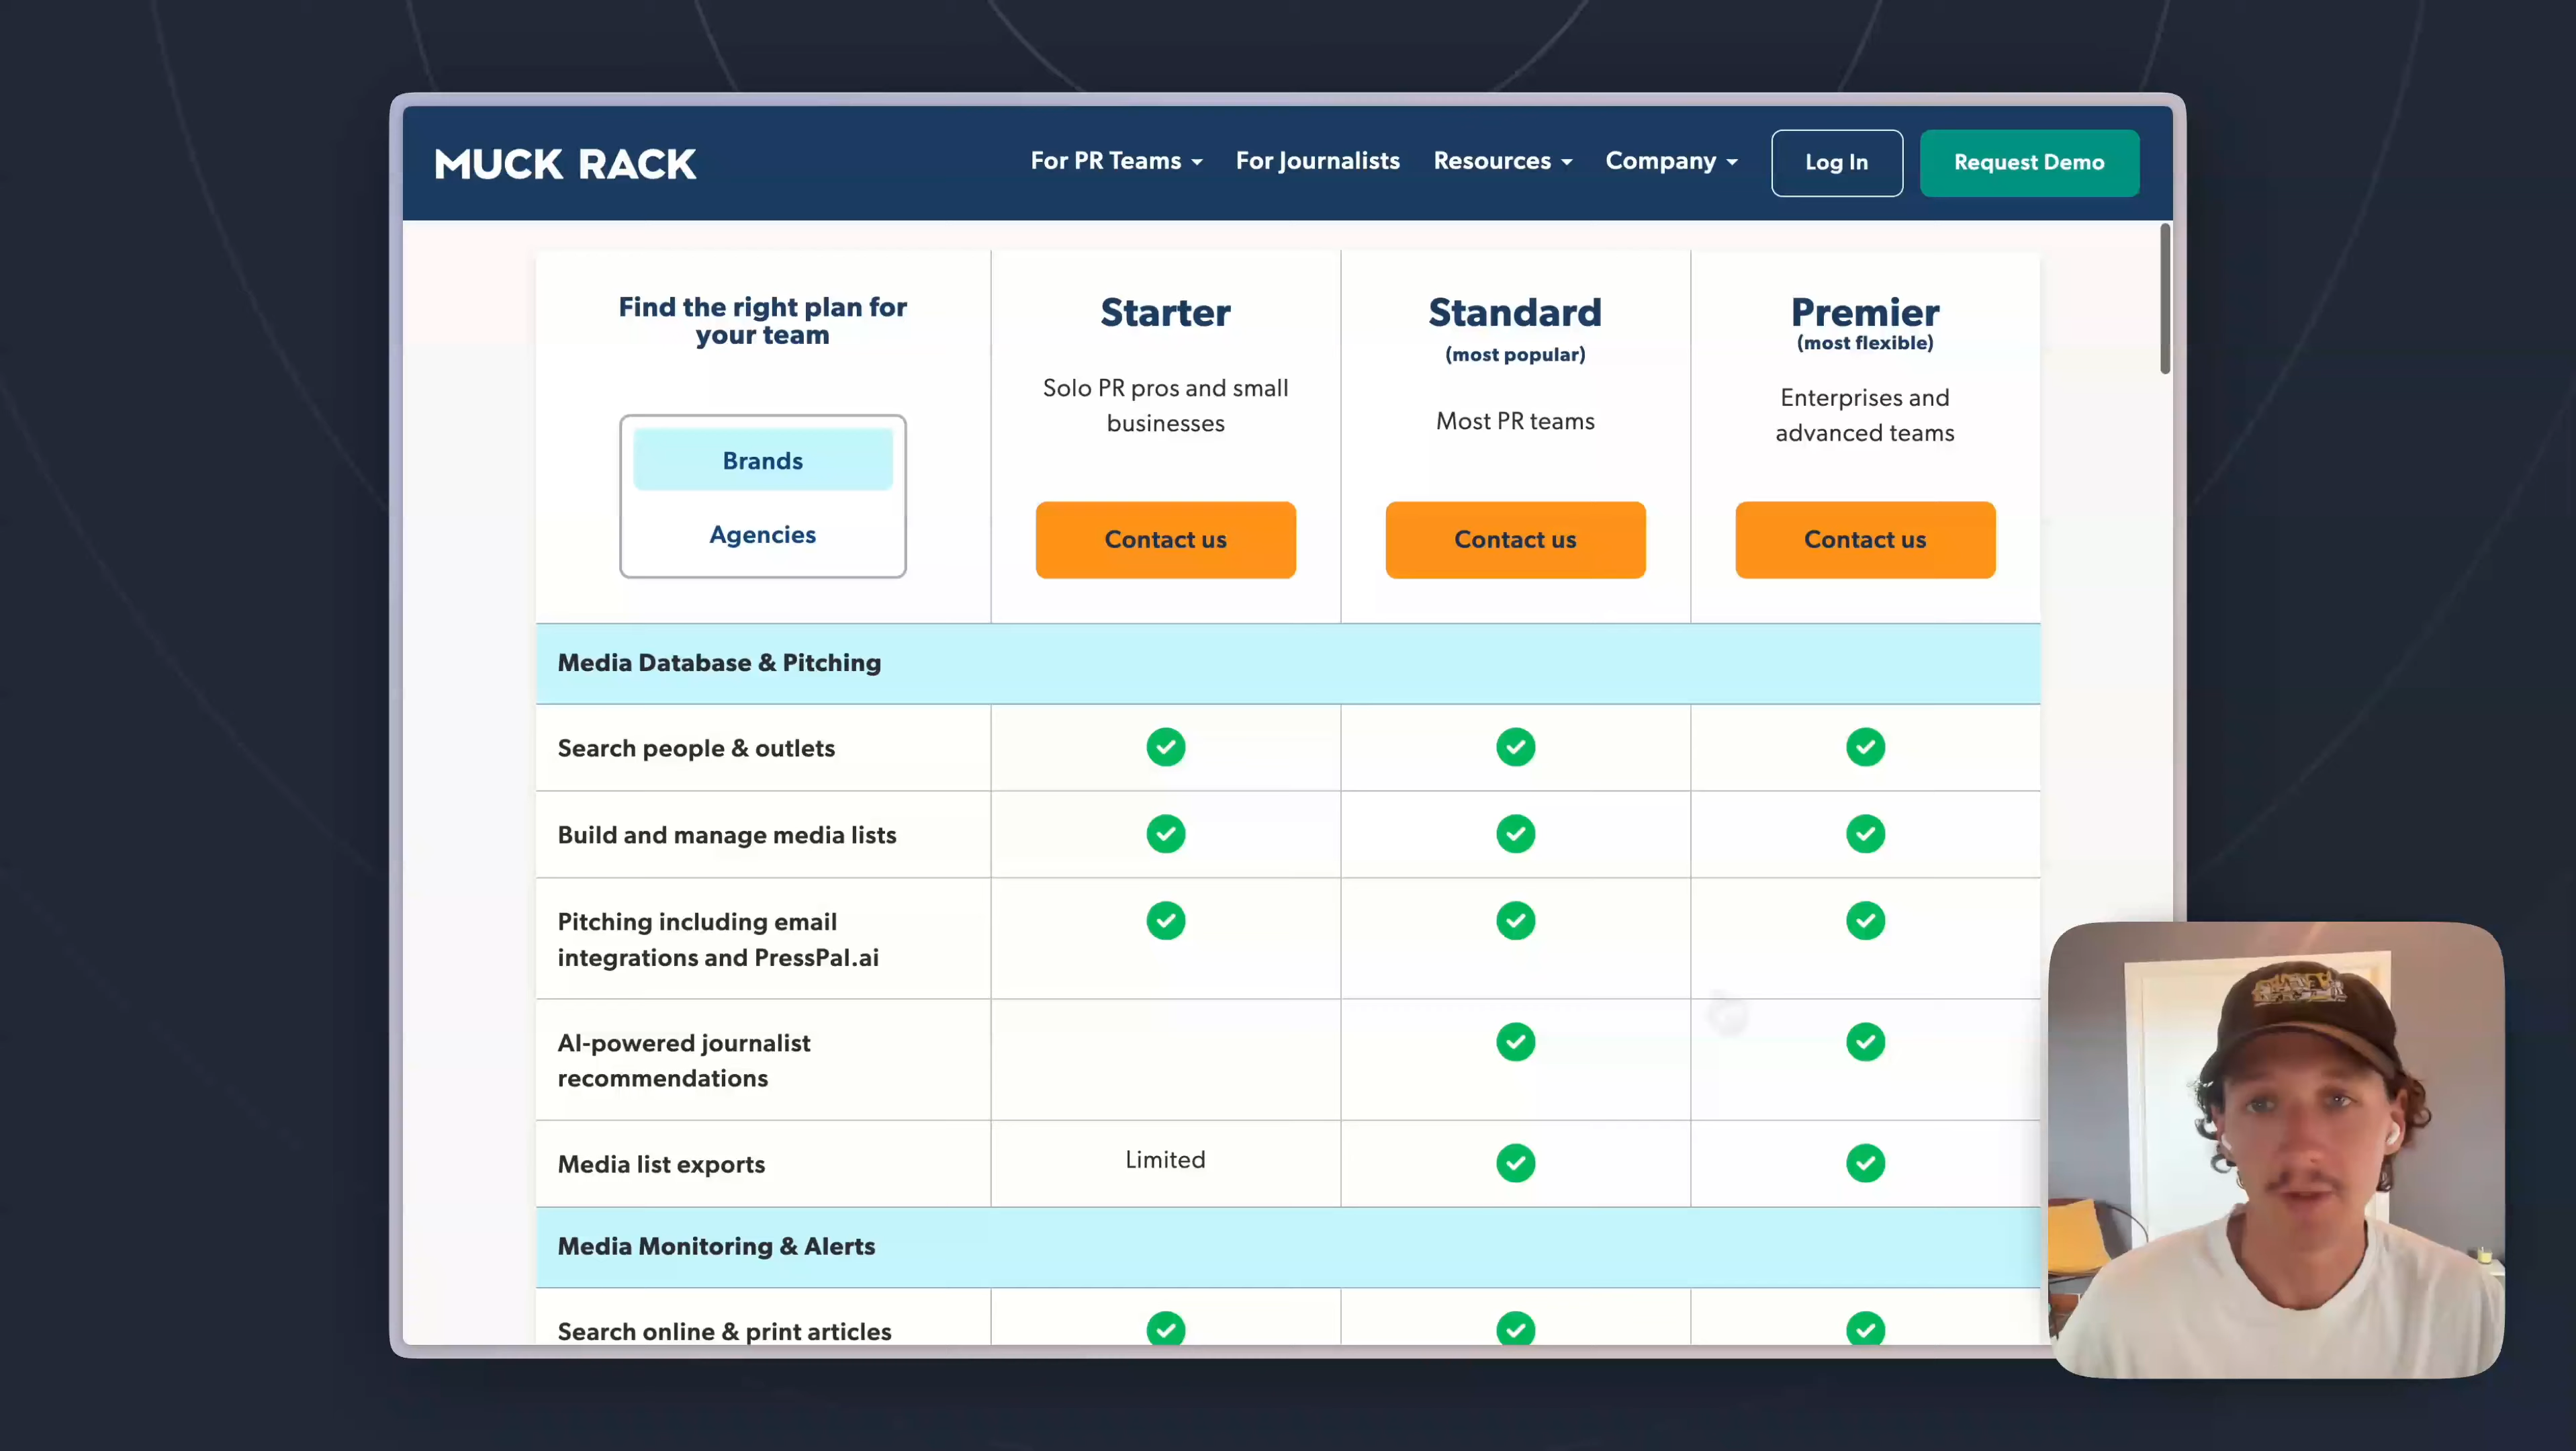 MUCK RACK
For PR Teams
For Journalists
Resources
Company
Log In
Request Demo
Find the right plan for
your team
Brands
Agencies
Starter
Solo PR pros and small
businesses
Contact us
Standard
(most popular)
Most PR teams
Contact us
Premier
(most flexible)
Enterprises and
advanced teams
Contact us
Media Database & Pitching
Search people & outlets
Build and manage media lists
Pitching including email
integrations and PressPal.ai
AI-powered journalist
recommendations
Media list exports
Limited
Media Monitoring & Alerts
Search online & print articles